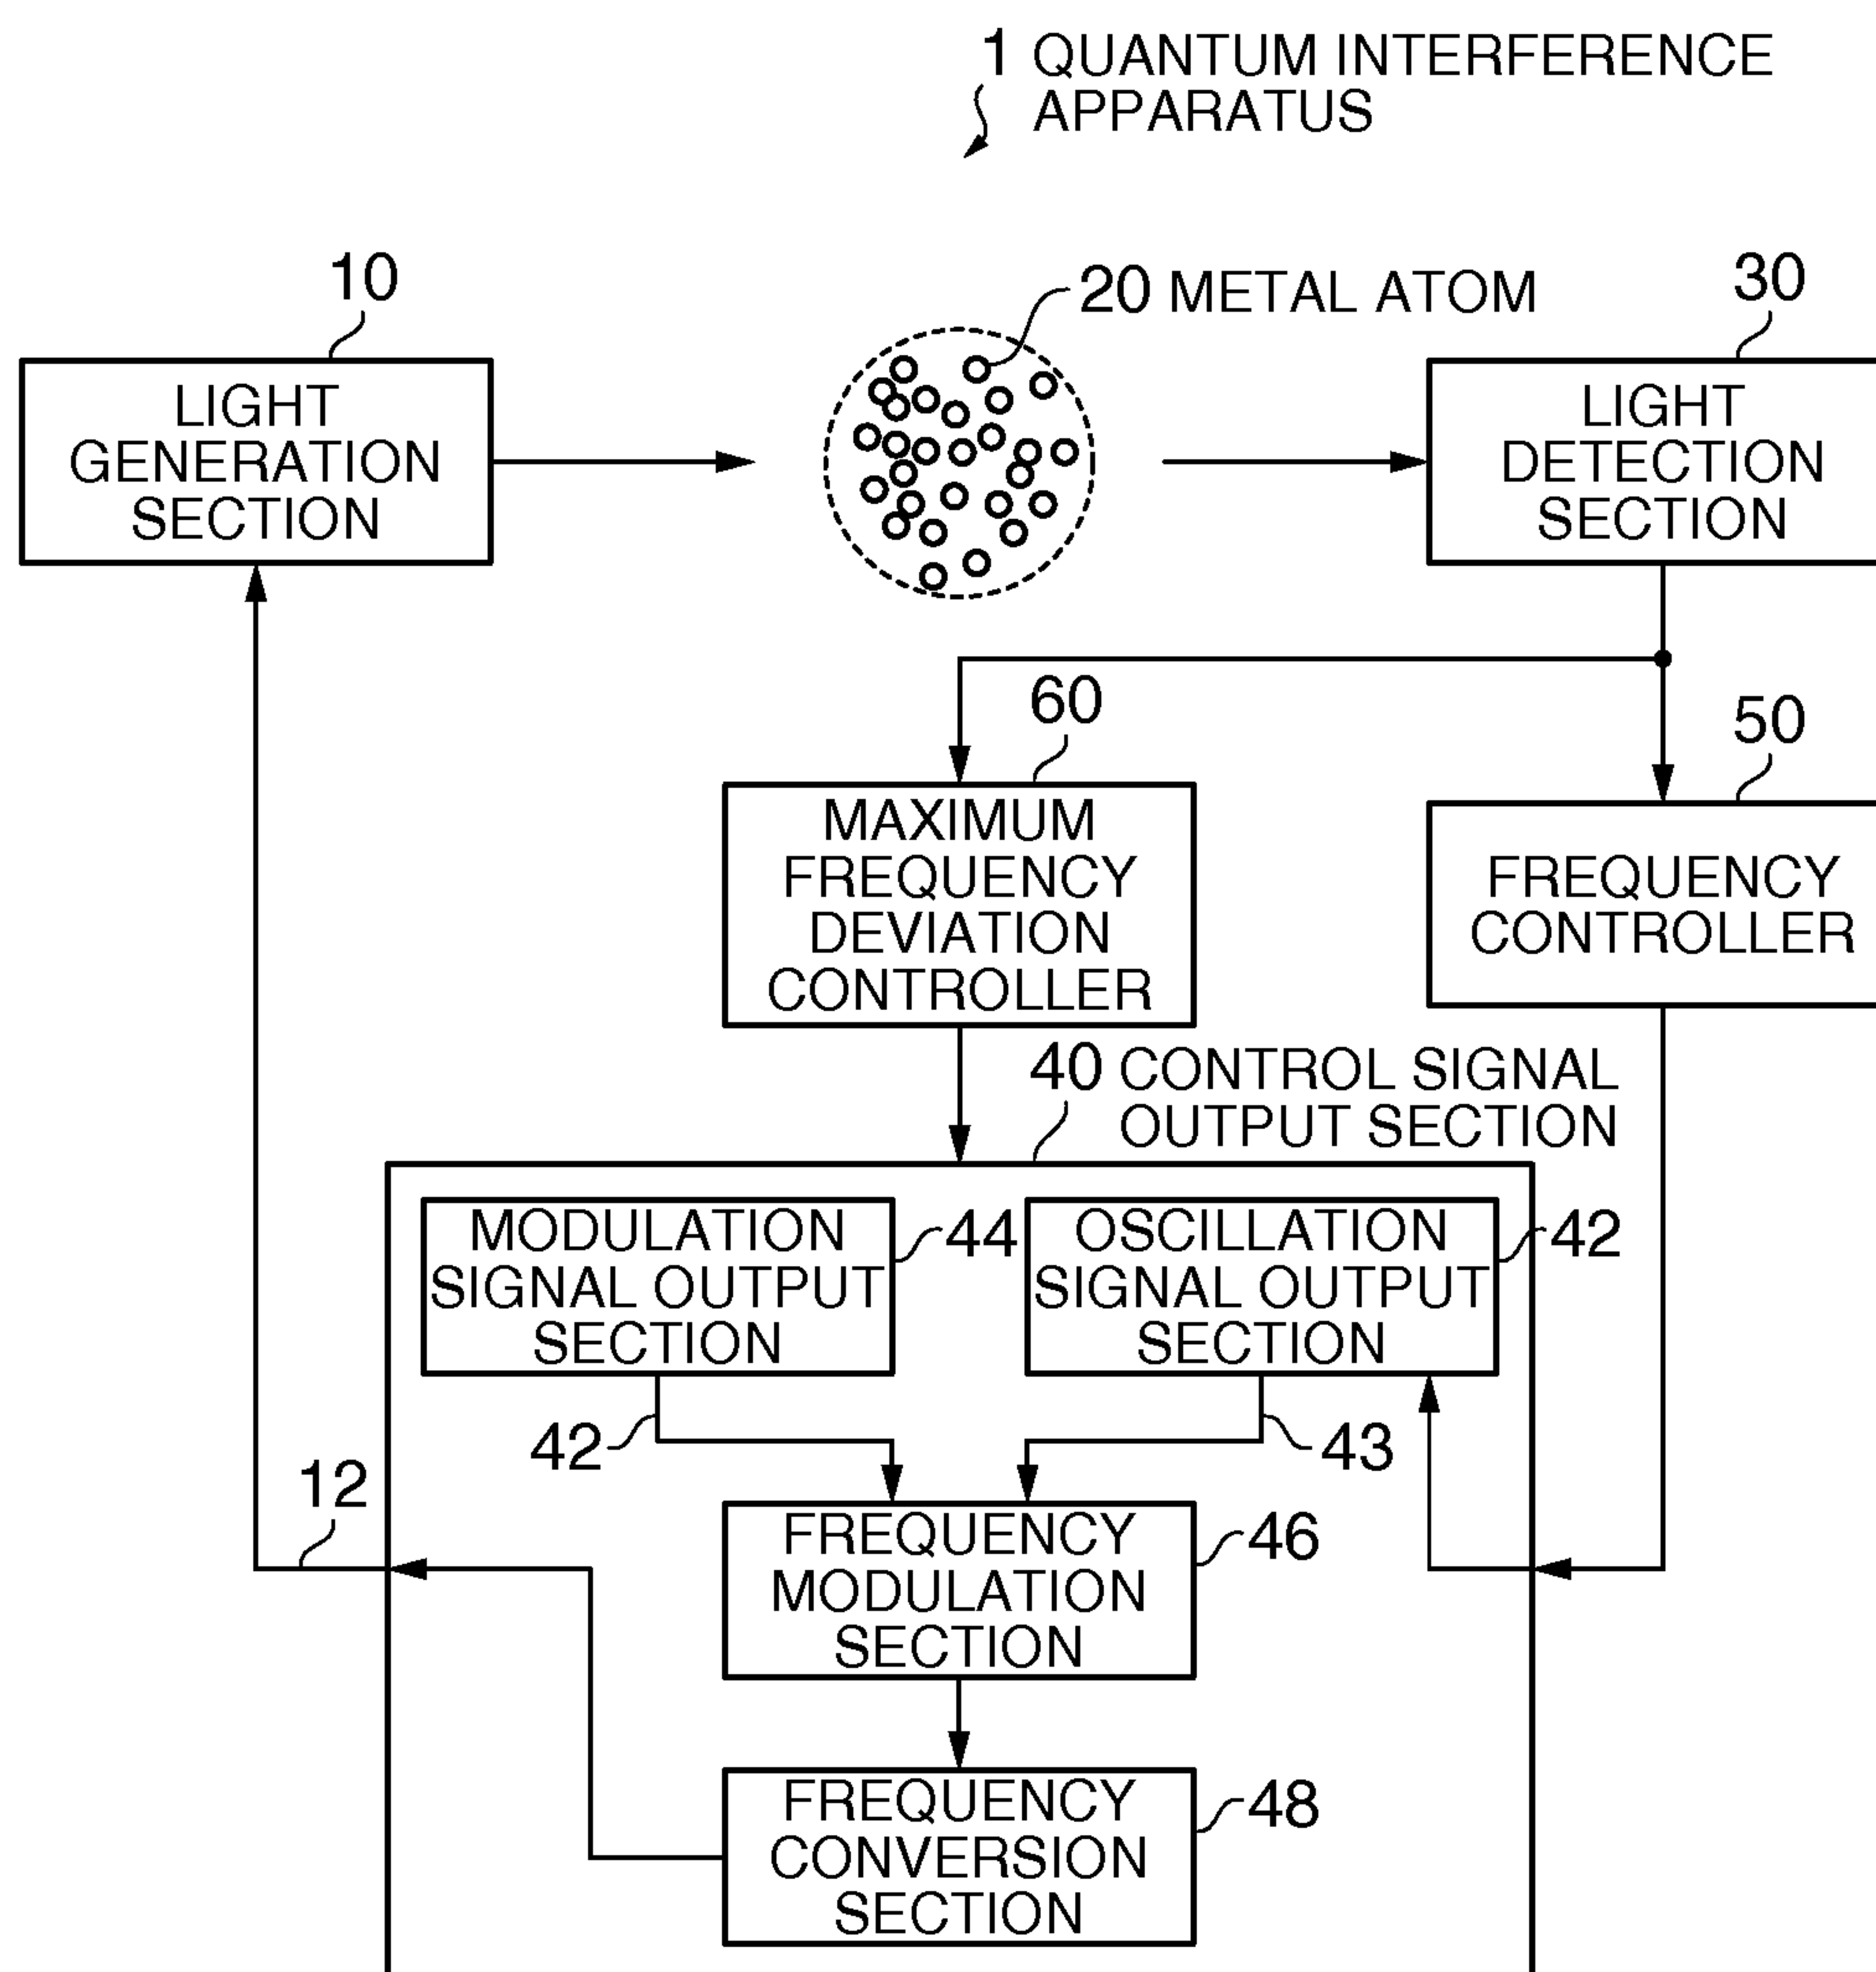 1 QUANTUM INTERFERENCE
APPARATUS
10
20 METAL ATOM
30
LIGHT
GENERATION
SECTION
LIGHT
DETECTION
SECTION
60
50
MAXIMUM
FREQUENCY
DEVIATION
CONTROLLER
FREQUENCY
CONTROLLER
40 CONTROL SIGNAL
OUTPUT SECTION
MODULATION
SIGNAL OUTPUT
SECTION
44
OSCILLATION
SIGNAL OUTPUT
SECTION
42
42
43
12
FREQUENCY
MODULATION
SECTION
46
FREQUENCY
CONVERSION
SECTION
48